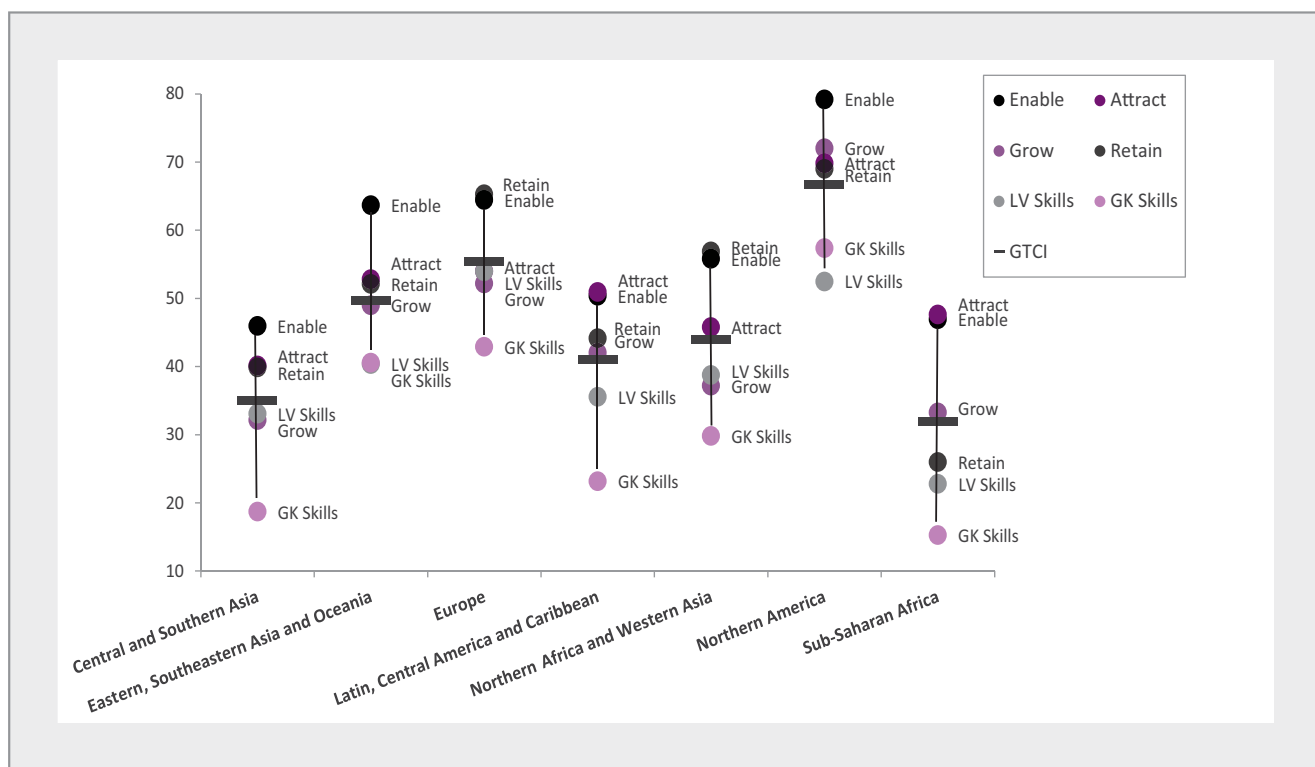 80
70
60
50
40
30
20
10
Enable
Attract
Retain
LV Skills
Grow
GK Skills
Enable
Attract
Retain
Grow
LV Skills
GK Skills
Retain
Enable
Attract
LV Skills
Grow
GK Skills
Attract
Enable
Retain
Grow
LV Skills
GK Skills
Retain
Enable
Attract
LV Skills
Grow
GK Skills
Enable
Grow
Attract
Retain
GK Skills
LV Skills
Attract
Enable
Grow
Retain
LV Skills
GK Skills
Enable Attract
Grow Retain
LV Skills GK Skills
GTCI
Central and Southern Asia
Eastern, Southeastern Asia and Oceania
Europe
Latin, Central America and Caribbean
Northern Africa and Western Asia
Northern America
Sub-Saharan Africa